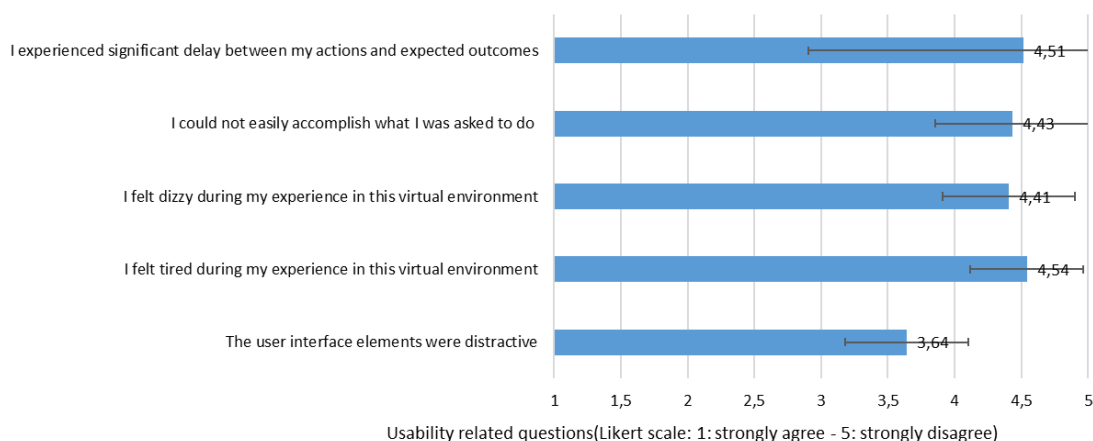 I experienced significant delay between my actions and expected outcomes
4,51
I could not easily accomplish what I was asked to do
4,43
I felt dizzy during my experience in this virtual environment
4,41
I felt tired during my experience in this virtual environment
4,54
The user interface elements were distractive
3,64
1 1,5 2 2,5 3 3,5 4 4,5 5
Usability related questions(Likert scale: 1: strongly agree - 5: strongly disagree)